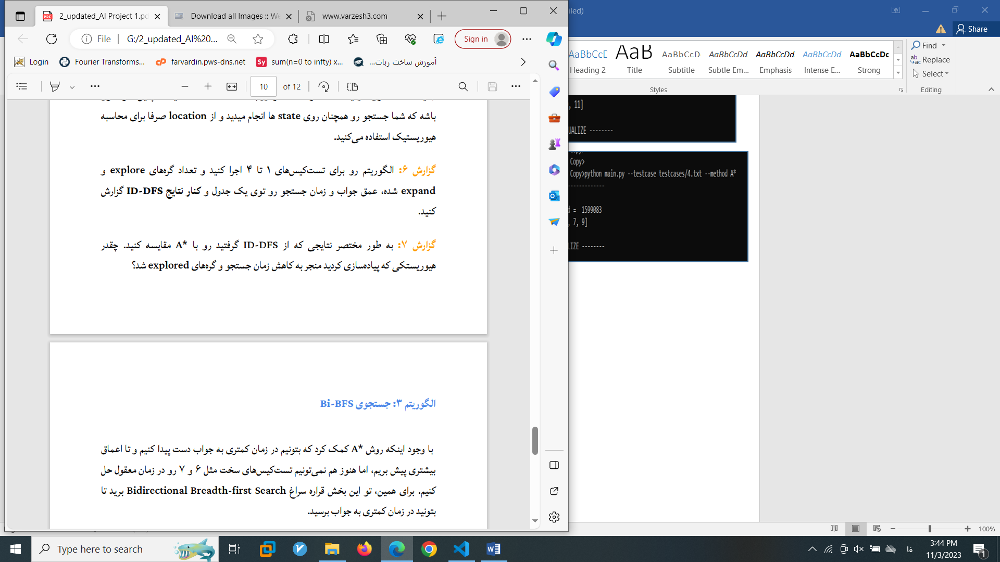 2_updated_AI Project 1.pd
Download all Images :: We
www.varzesh3.com
File
G:/2_updated_AI%20...
Sign in
Login
Fourier Transforms...
farvardin.pws-dns.net
sum(n=0 to infty) x...
آموزش ساخت ربات...
10
of 12
باشه که شما جستجو رو همچنان روی state ها انجام میدید و از location صرفا برای محاسبه
هیوریستیک استفاده می‌کنید.
گزارش ۶: الگوریتم رو برای تست‌کیس‌های ۱ تا ۴ اجرا کنید و تعداد گره‌های explore و
expand شده، عمق جواب و زمان جستجو رو توی یک جدول و کنار نتایج ID-DFS گزارش
کنید.
گزارش ۷: به طور مختصر نتایجی که از ID-DFS گرفتید رو با A* مقایسه کنید. چقدر
هیوریستکی که پیاده‌سازی کردید منجر به کاهش زمان جستجو و گره‌های explored شد؟
الگوریتم ۳: جستجوی Bi-BFS
با وجود اینکه روش A* کمک کرد که بتونیم در زمان کمتری به جواب دست پیدا کنیم و تا اعماق
بیشتری پیش بریم، اما هنوز هم نمی‌تونیم تست‌کیس‌های سخت مثل ۶ و ۷ رو در زمان معقول حل
کنیم. برای همین، تو این بخش قراره سراغ Bidirectional Breadth-first Search برید تا
بتونید در زمان کمتری به جواب برسید.
iled)
Share
AaBbCcD
Heading 2
AaB
Title
AaBbCcD
Subtitle
AaBbCcDd
Subtle Em...
AaBbCcDd
Emphasis
AaBbCcDd
Intense E...
AaBbCcDc
Strong
Styles
Find
Replace
Select
Editing
, 11]
UALIZE --------
Copy>
Copy>python main.py --testcase testcases/4.txt --method A*
-------------
d = 1599083
, 7, 9]
LIZE --------
100%
Type here to search
فا
3:44 PM
11/3/2023
1